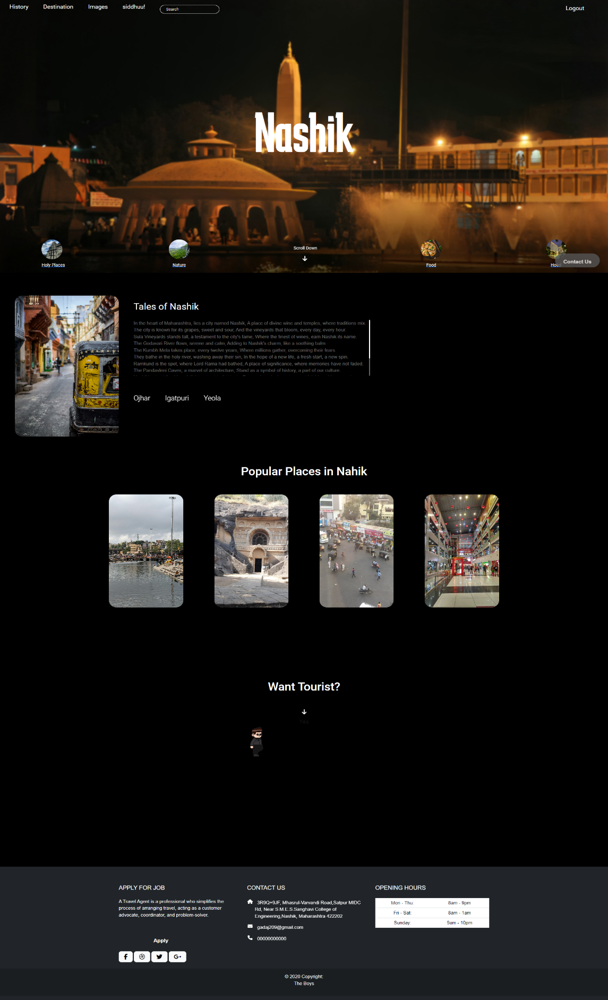 History
Destination
Images
siddhuu!
Search
Logout
Nashik
Holy Places
Nature
Scroll Down
Food
Contact Us
Tales of Nashik
In the heart of Maharashtra, lies a city named Nashik, A place of divine wine and temples, where traditions mix.
The city is known for its grapes, sweet and sour, And the vineyards that bloom, every day, every hour.
Sula Vineyards stands tall, a testament to the city's fame, Where the finest of wines, earn Nashik its name.
The Godavari River flows, serene and calm, Adding to Nashik's charm, like a soothing balm
The Kumbh Mela takes place, every twelve years, Where millions gather, overcoming their fears
They bathe in the holy river, washing away their sin, In the hope of a new life, a fresh start, a new spin.
Ramkund is the spot, where Lord Rama had bathed, A place of significance, where memories have not faded.
The Pandavleni Caves, a marvel of architecture, Stand as a symbol of history, a part of our culture
Ojhar
Igatpuri
Yeola
Popular Places in Nahik
Want Tourist?
Yes
APPLY FOR JOB
A Travel Agent is a professional who simplifies the
process of arranging travel, acting as a customer
advocate, coordinator, and problem-solver.
Apply
CONTACT US
3R9Q+9JF, Mhasrul-Varvandi Road,Satpur MIDC
Rd, Near S.M.E.S.Sanghavi College of
Engineering,Nashik, Maharashtra 422202
gadaj209@gmail.com
00000000000
OPENING HOURS
Mon - Thu: 8am - 9pm
Fri - Sat: 8am - 1am
Sunday: 9am - 10pm
© 2020 Copyright:
The Boys